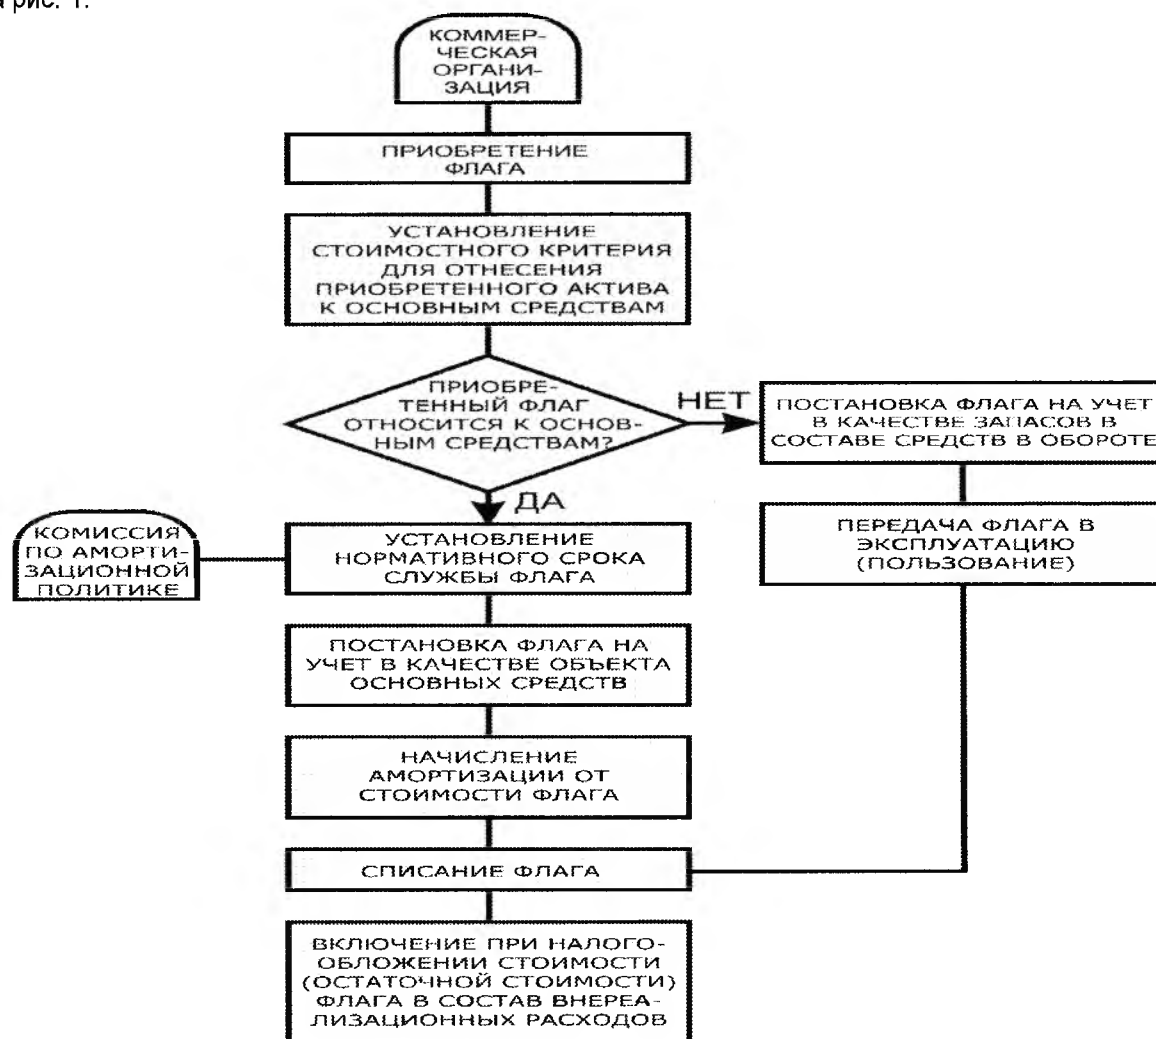 рис. 1.
КОММЕР-
ЧЕСКАЯ
ОРГАНИ-
ЗАЦИЯ
ПРИОБРЕТЕНИЕ
ФЛАГА
УСТАНОВЛЕНИЕ
СТОИМОСТНОГО КРИТЕРИЯ
ДЛЯ ОТНЕСЕНИЯ
ПРИОБРЕТЕННОГО АКТИВА
К ОСНОВНЫМ СРЕДСТВАМ
ПРИОБРЕ-
ТЕННЫЙ ФЛАГ
ОТНОСИТСЯ К ОСНОВ-
НЫМ СРЕДСТВАМ?
НЕТ
ПОСТАНОВКА ФЛАГА НА УЧЕТ
В КАЧЕСТВЕ ЗАПАСОВ В
СОСТАВЕ СРЕДСТВ В ОБОРОТЕ
ДА
КОМИССИЯ
ПО АМОРТИ-
ЗАЦИОННОЙ
ПОЛИТИКЕ
УСТАНОВЛЕНИЕ
НОРМАТИВНОГО СРОКА
СЛУЖБЫ ФЛАГА
ПЕРЕДАЧА ФЛАГА В
ЭКСПЛУАТАЦИЮ
(ПОЛЬЗОВАНИЕ)
ПОСТАНОВКА ФЛАГА НА
УЧЕТ В КАЧЕСТВЕ ОБЪЕКТА
ОСНОВНЫХ СРЕДСТВ
НАЧИСЛЕНИЕ
АМОРТИЗАЦИИ ОТ
СТОИМОСТИ ФЛАГА
СПИСАНИЕ ФЛАГА
ВКЛЮЧЕНИЕ ПРИ НАЛОГО-
ОБЛОЖЕНИИ СТОИМОСТИ
(ОСТАТОЧНОЙ СТОИМОСТИ)
ФЛАГА В СОСТАВ ВНЕРЕА-
ЛИЗАЦИОННЫХ РАСХОДОВ